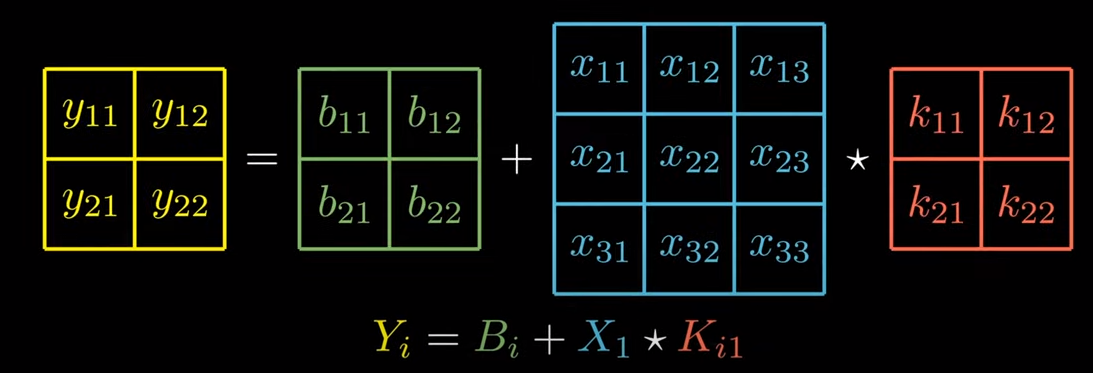 y₁₁ y₁₂ b₁₁ b₁₂ x₁₁ x₁₂ x₁₃ k₁₁ k₁₂
= + x₂₁ x₂₂ x₂₃ ⋆
y₂₁ y₂₂ b₂₁ b₂₂ x₃₁ x₃₂ x₃₃ k₂₁ k₂₂
Yᵢ = Bᵢ + X₁ ⋆ Kᵢ₁